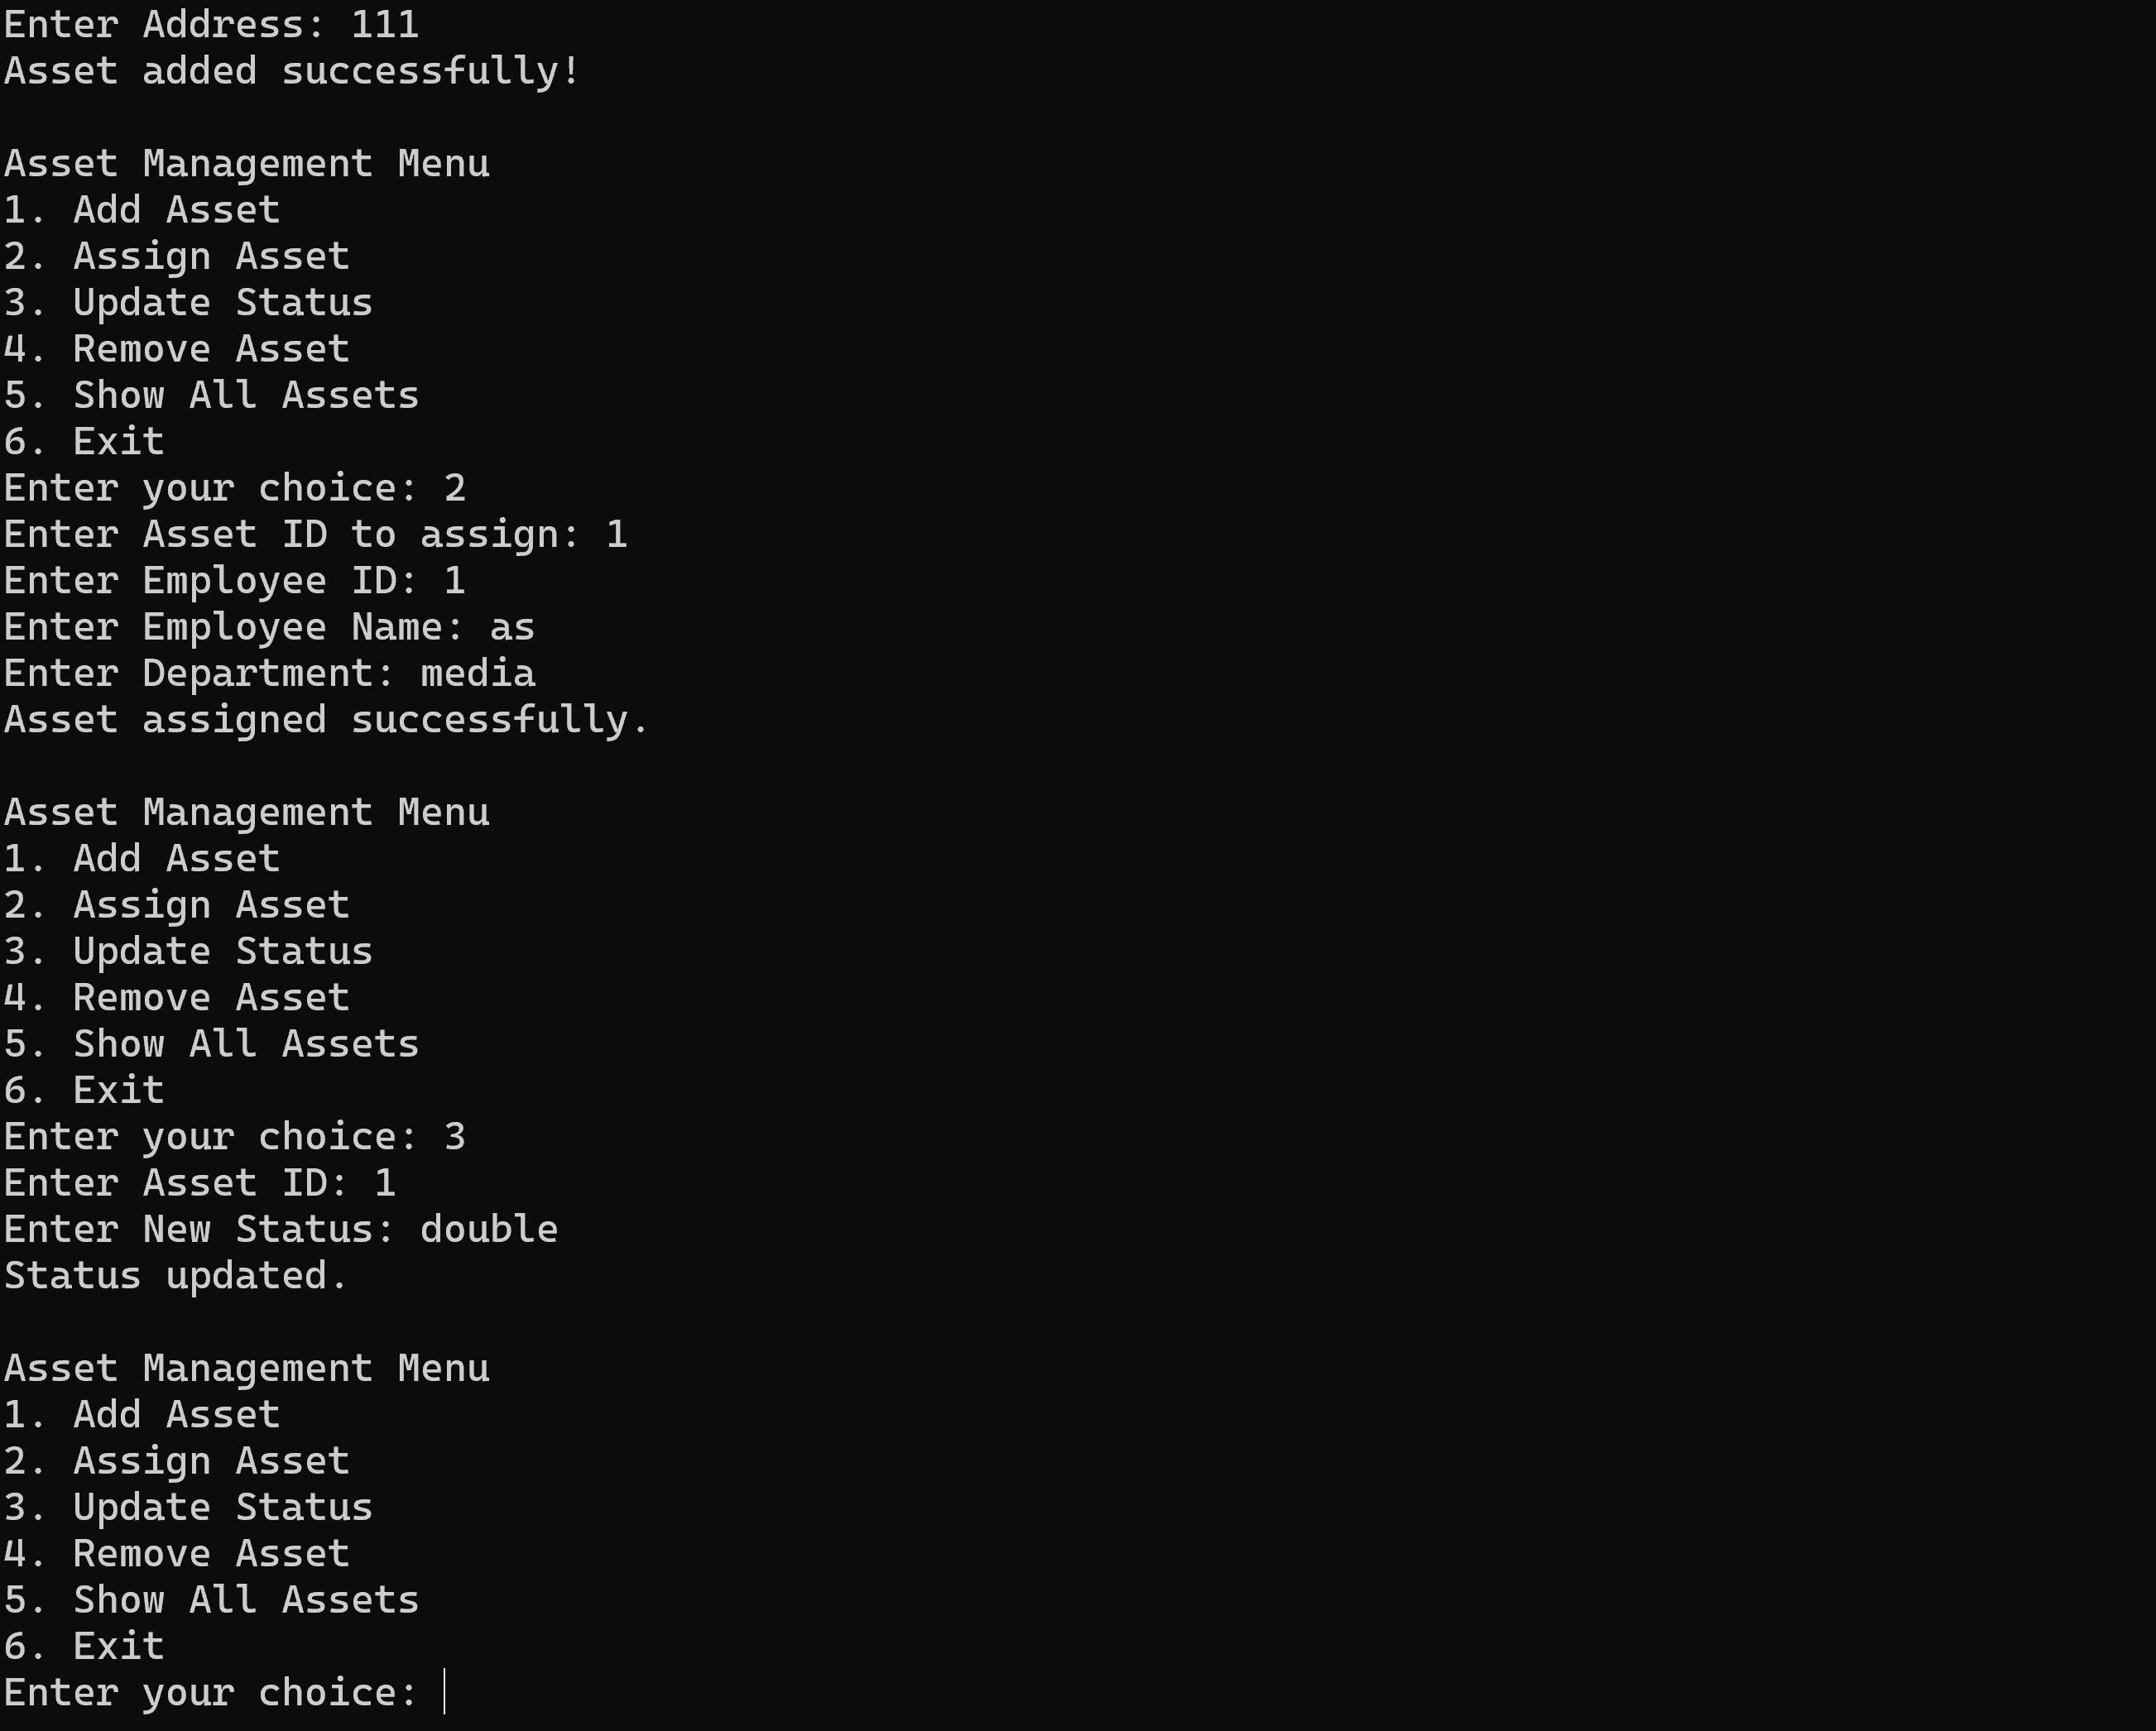 Enter Address: 111
Asset added successfully!

Asset Management Menu
1. Add Asset
2. Assign Asset
3. Update Status
4. Remove Asset
5. Show All Assets
6. Exit
Enter your choice: 2
Enter Asset ID to assign: 1
Enter Employee ID: 1
Enter Employee Name: as
Enter Department: media
Asset assigned successfully.

Asset Management Menu
1. Add Asset
2. Assign Asset
3. Update Status
4. Remove Asset
5. Show All Assets
6. Exit
Enter your choice: 3
Enter Asset ID: 1
Enter New Status: double
Status updated.

Asset Management Menu
1. Add Asset
2. Assign Asset
3. Update Status
4. Remove Asset
5. Show All Assets
6. Exit
Enter your choice: